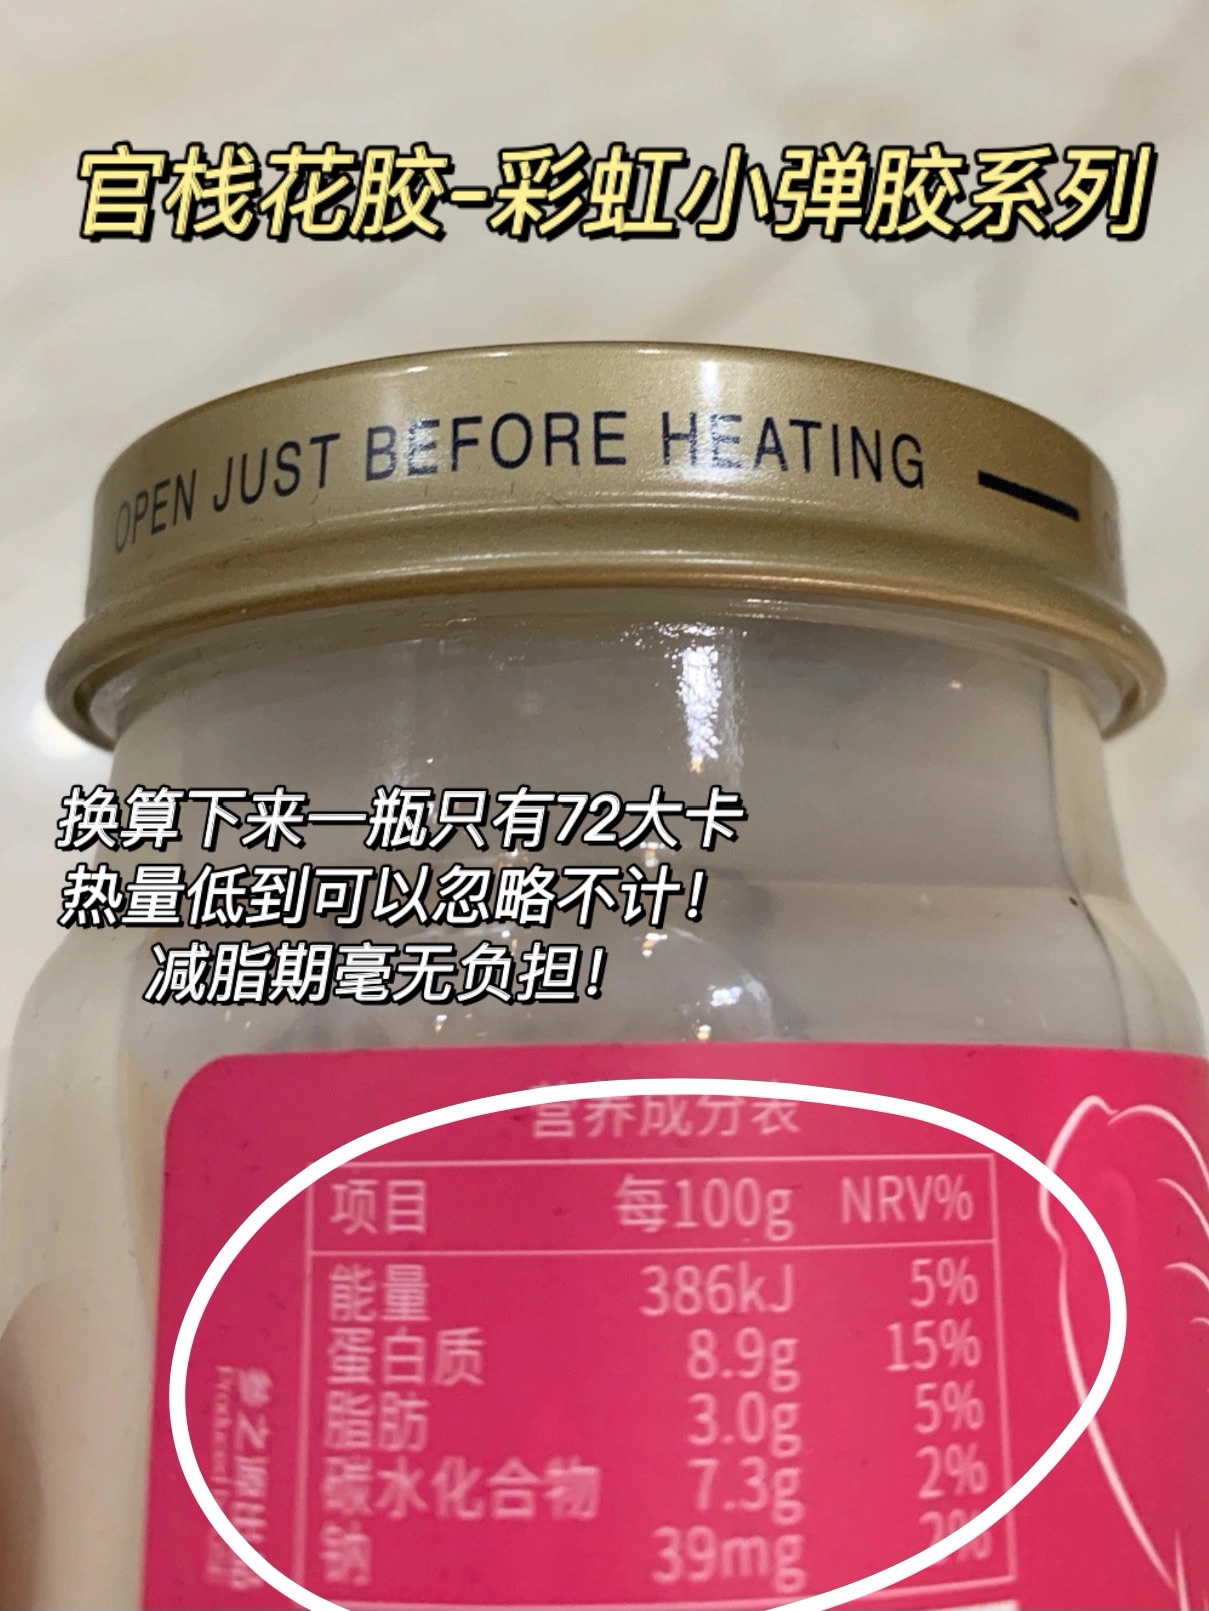 官栈花胶-彩虹小弹胶系列
OPEN JUST BEFORE HEATING —
换算下来一瓶只有72大卡
热量低到可以忽略不计！
减脂期毫无负担！
营养成分表
项目 每100g NRV%
能量 386kJ 5%
蛋白质 8.9g 15%
脂肪 3.0g 5%
碳水化合物 7.3g 2%
钠 39mg 2%